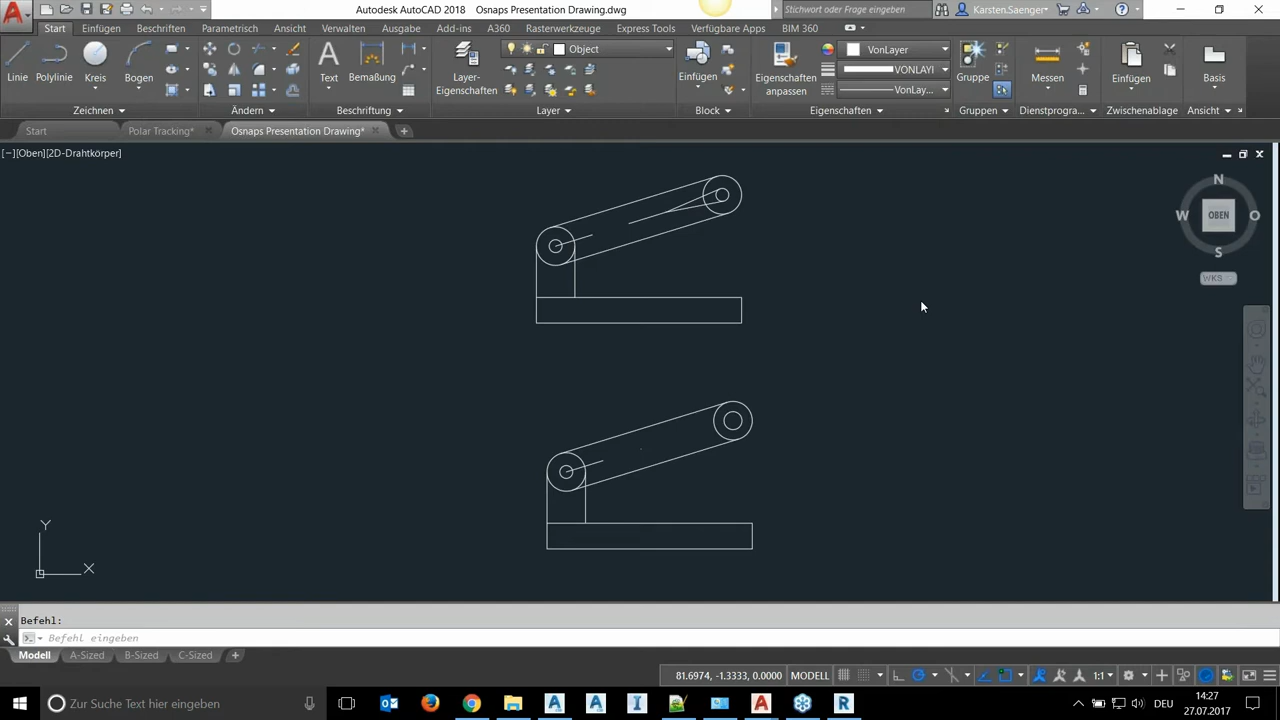 Autodesk AutoCAD 2018 Osnaps Presentation Drawing.dwg
Stichwort oder Frage eingeben
Karsten.Saenger
Start Einfügen Beschriften Parametrisch Ansicht Verwalten Ausgabe Add-ins A360 Rasterwerkzeuge Express Tools Verfügbare Apps BIM 360
Linie Polylinie Kreis Bogen
Text Bemaßung
Layer-
Eigenschaften
Object
Einfügen
Eigenschaften
anpassen
VonLayer
VONLAYI
VonLay...
Gruppe
Messen
Einfügen
Basis
Zeichnen Ändern Beschriftung Layer Block Eigenschaften Gruppen Dienstprogra... Zwischenablage Ansicht
Start Polar Tracking* Osnaps Presentation Drawing*
[−][Oben][2D-Drahtkörper]
N
W OBEN O
S
WKS
Y
X
Befehl:
Befehl eingeben
Modell A-Sized B-Sized C-Sized
81.6974, -1.3333, 0.0000 MODELL 1:1
Zur Suche Text hier eingeben
DEU
14:27
27.07.2017